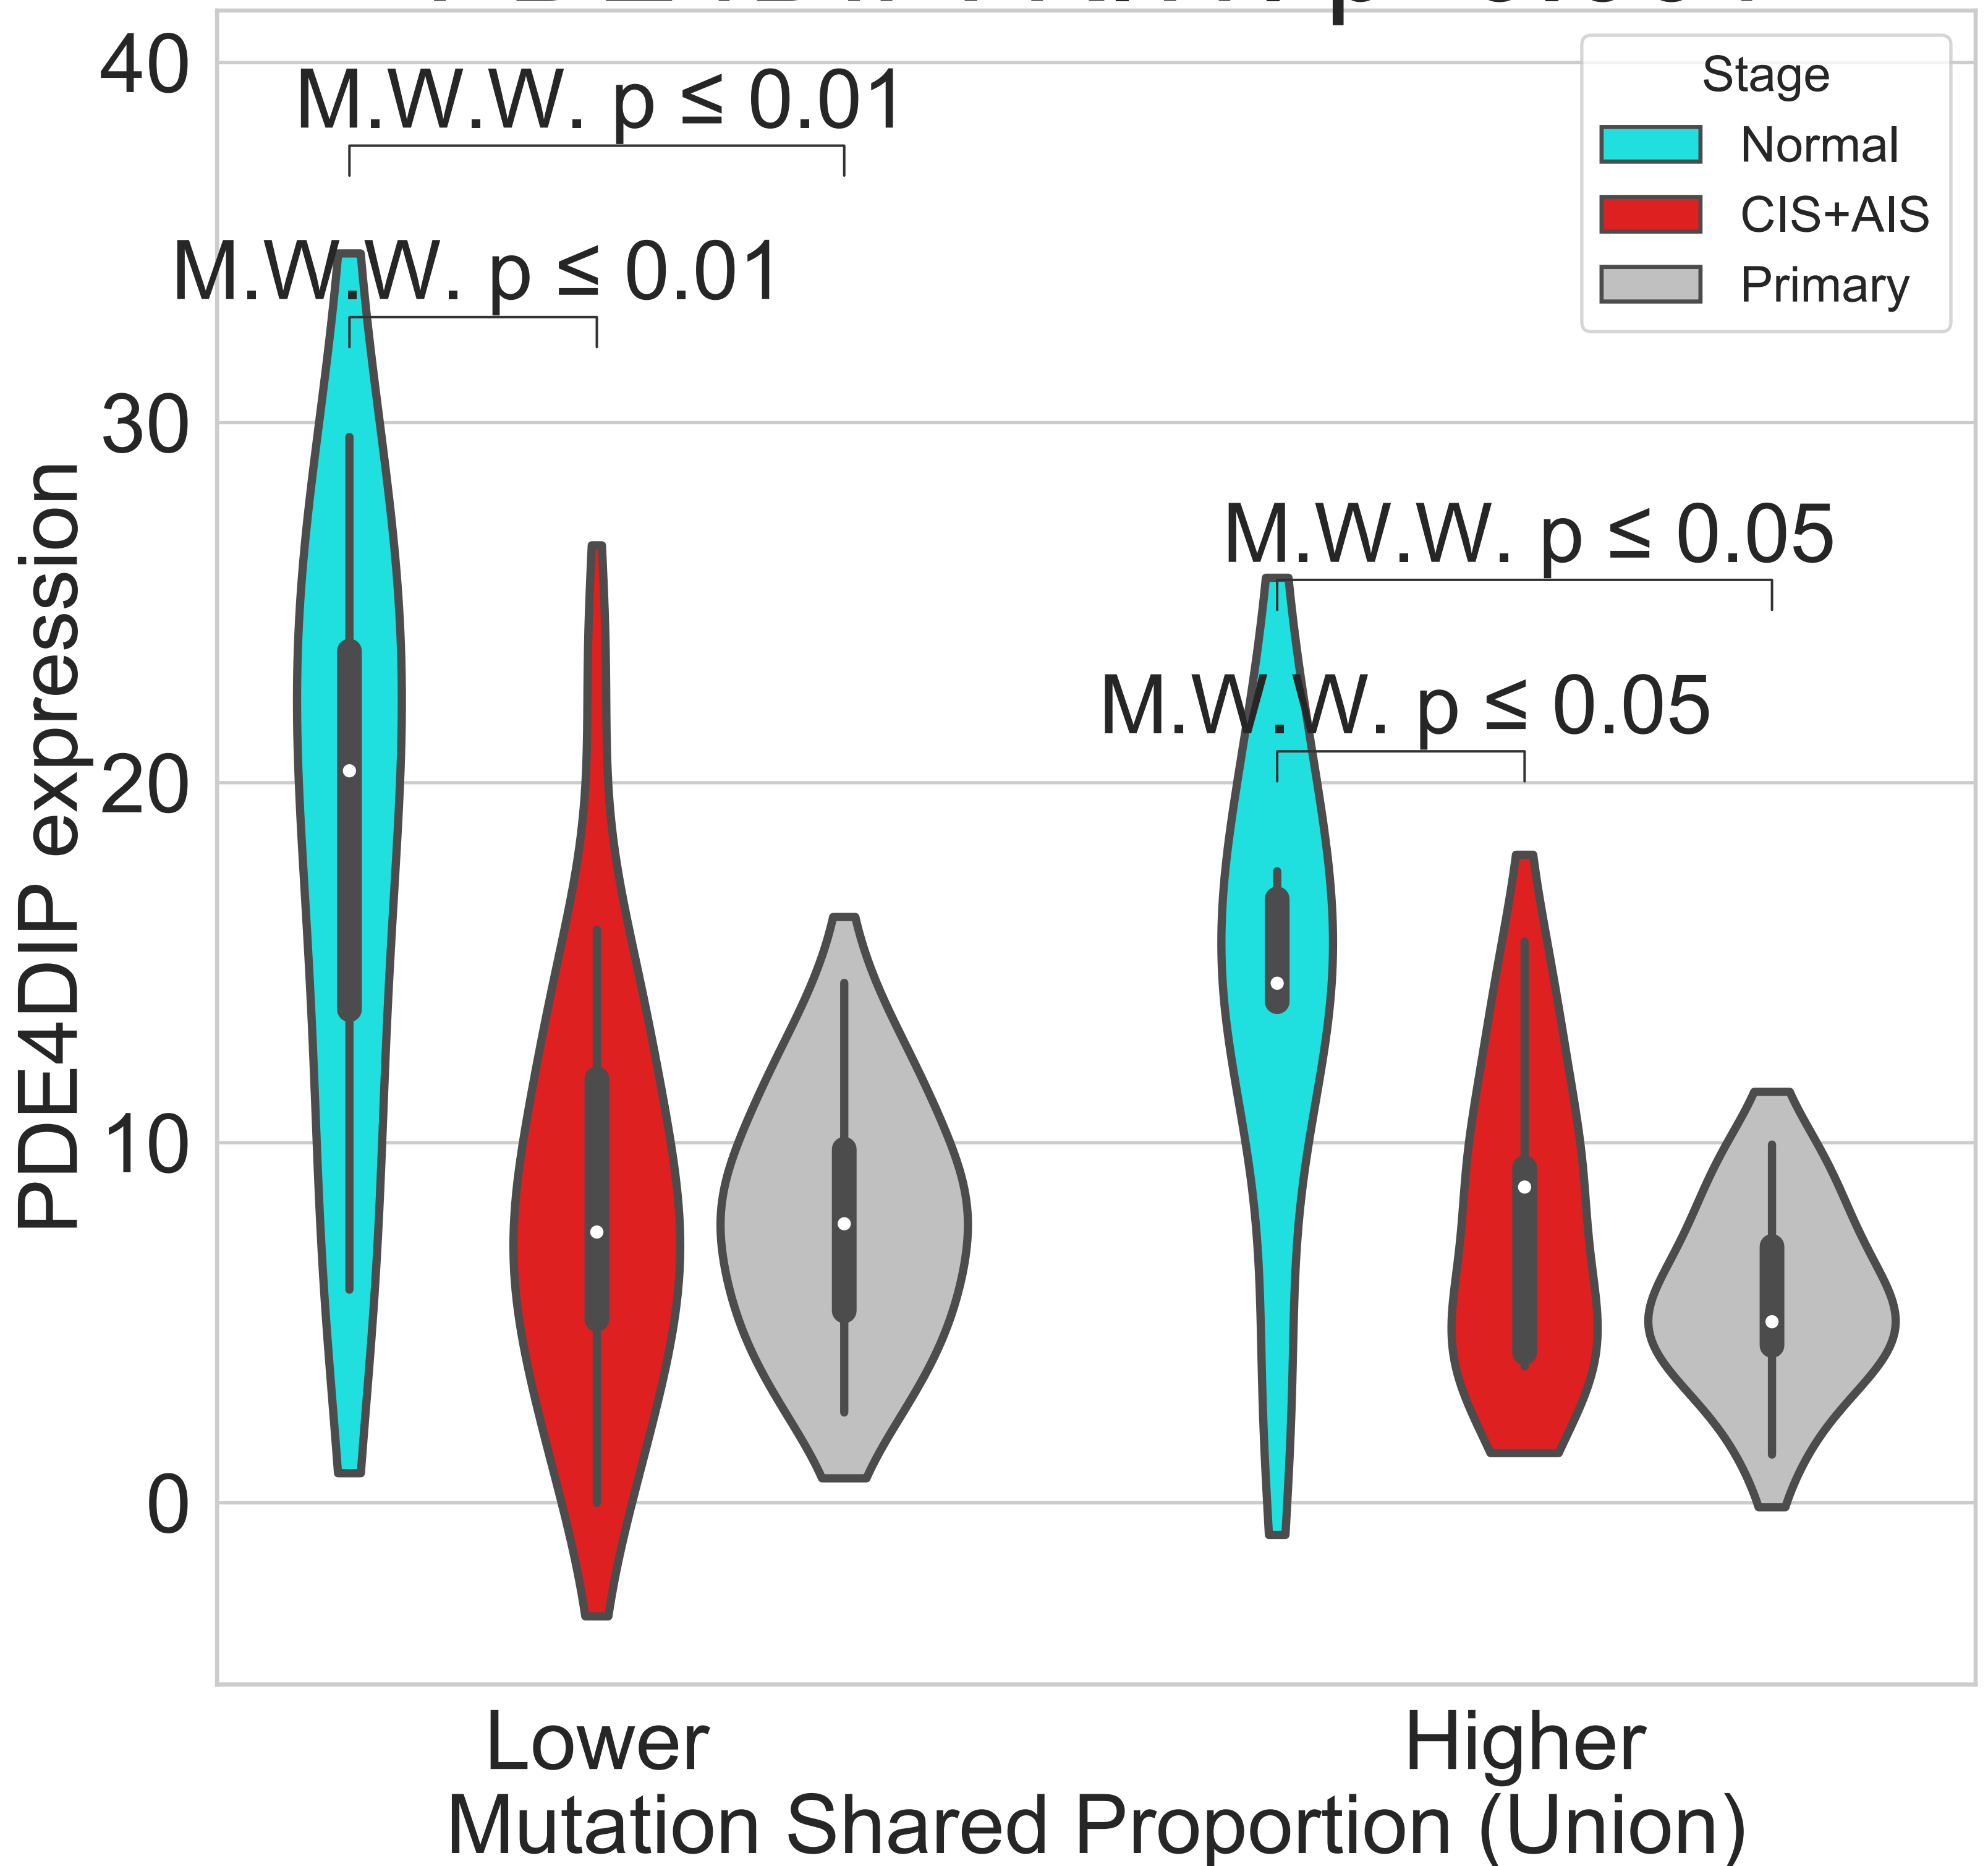 40
M.W.W. p ≤ 0.01
Stage
Normal
CIS+AIS
Primary
M.W.W. p ≤ 0.01
30
M.W.W. p ≤ 0.05
M.W.W. p ≤ 0.05
20
10
0
PDE4DIP expression
Lower
Higher
Mutation Shared Proportion (Union)